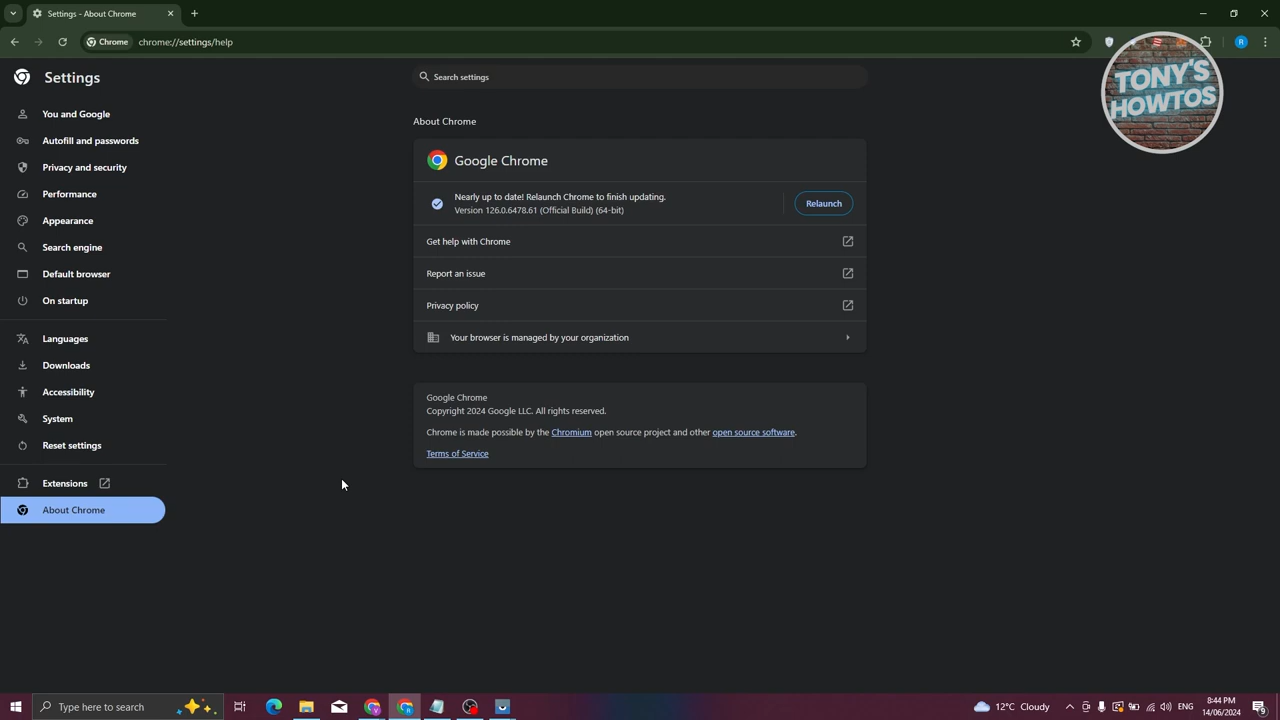 Settings - About Chrome
Chrome
chrome://settings/help
R
TONY'S
HOWTOS
Settings
Search settings
You and Google
Autofill and passwords
Privacy and security
Performance
Appearance
Search engine
Default browser
On startup
Languages
Downloads
Accessibility
System
Reset settings
Extensions
About Chrome
About Chrome
Google Chrome
Nearly up to date! Relaunch Chrome to finish updating.
Version 126.0.6478.61 (Official Build) (64-bit)
Relaunch
Get help with Chrome
Report an issue
Privacy policy
Your browser is managed by your organization
Google Chrome
Copyright 2024 Google LLC. All rights reserved.
Chrome is made possible by the Chromium open source project and other open source software.
Terms of Service
Type here to search
12°C Cloudy
ENG
8:44 PM
14/06/2024